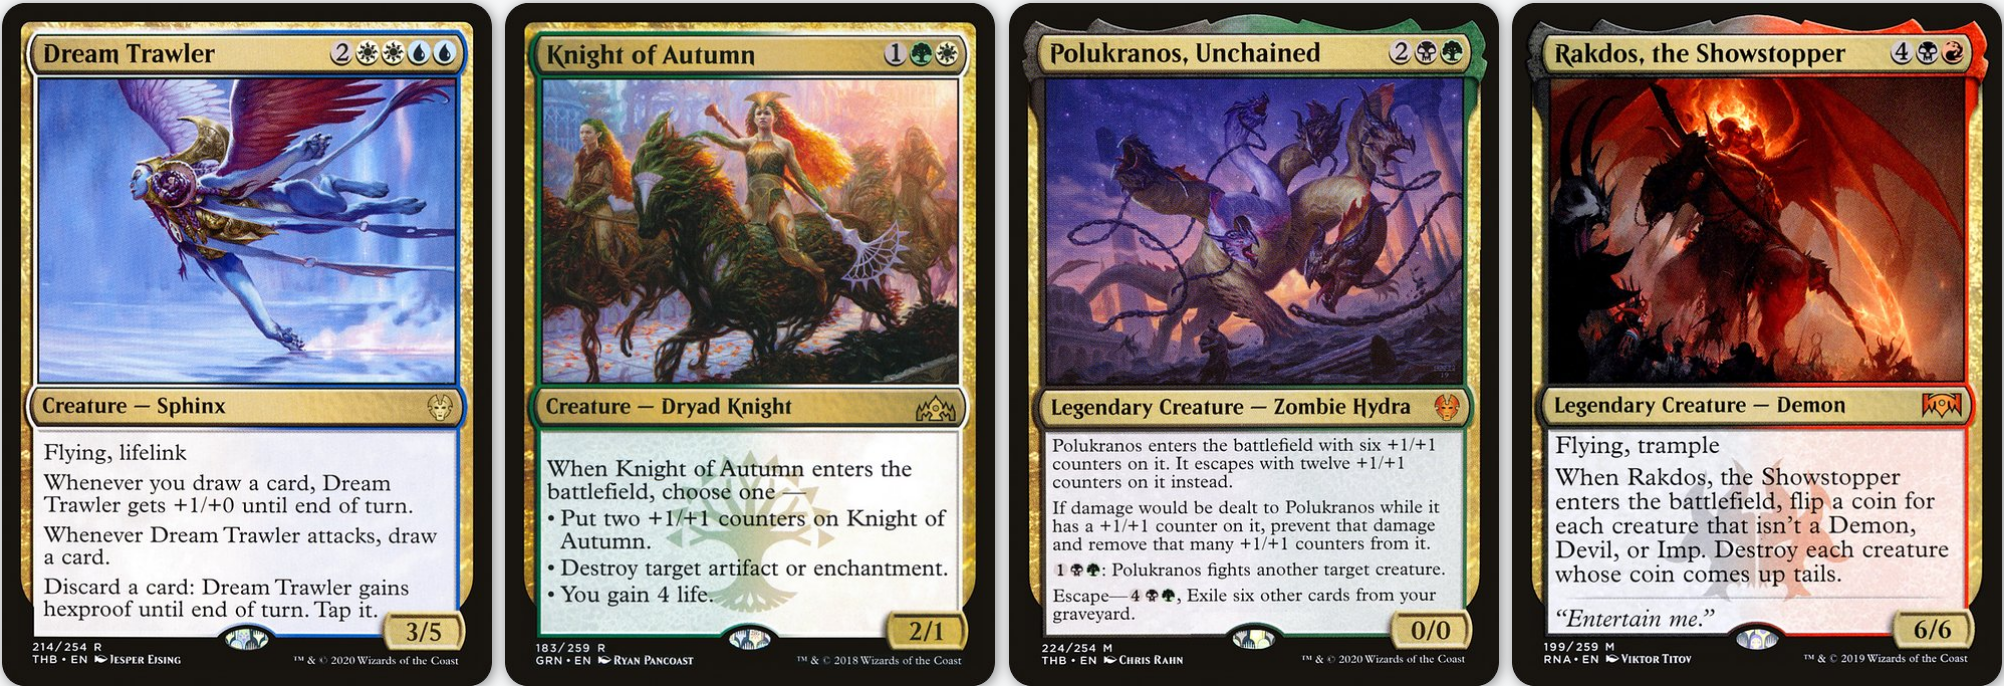 Dream Trawler 2
Creature — Sphinx
Flying, lifelink
Whenever you draw a card, Dream
Trawler gets +1/+0 until end of turn.
Whenever Dream Trawler attacks, draw
a card.
Discard a card: Dream Trawler gains
hexproof until end of turn. Tap it.
3/5
214/254 R
THB • EN JESPER EJSING
™ & © 2020 Wizards of the Coast
Knight of Autumn 1
Creature — Dryad Knight
When Knight of Autumn enters the
battlefield, choose one —
• Put two +1/+1 counters on Knight of
Autumn.
• Destroy target artifact or enchantment.
• You gain 4 life.
2/1
183/259 R
GRN • EN RYAN PANCOAST
™ & © 2018 Wizards of the Coast
Polukranos, Unchained 2
Legendary Creature — Zombie Hydra
Polukranos enters the battlefield with six +1/+1
counters on it. It escapes with twelve +1/+1
counters on it instead.
If damage would be dealt to Polukranos while it
has a +1/+1 counter on it, prevent that damage
and remove that many +1/+1 counters from it.
1: Polukranos fights another target creature.
Escape—4, Exile six other cards from your
graveyard.
0/0
224/254 M
THB • EN CHRIS RAHN
™ & © 2020 Wizards of the Coast
Rakdos, the Showstopper 4
Legendary Creature — Demon
Flying, trample
When Rakdos, the Showstopper
enters the battlefield, flip a coin for
each creature that isn't a Demon,
Devil, or Imp. Destroy each creature
whose coin comes up tails.
“Entertain me.”
6/6
199/259 M
RNA • EN VIKTOR TITOV
™ & © 2019 Wizards of the Coast